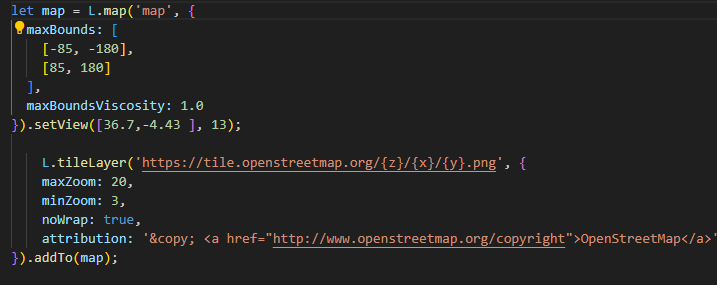 let map = L.map('map', {
maxBounds: [
[-85, -180],
[85, 180]
],
maxBoundsViscosity: 1.0
}).setView([36.7,-4.43 ], 13);
L.tileLayer('https://tile.openstreetmap.org/{z}/{x}/{y}.png', {
maxZoom: 20,
minZoom: 3,
noWrap: true,
attribution: '&copy; <a href="http://www.openstreetmap.org/copyright">OpenStreetMap</a>'
}).addTo(map);